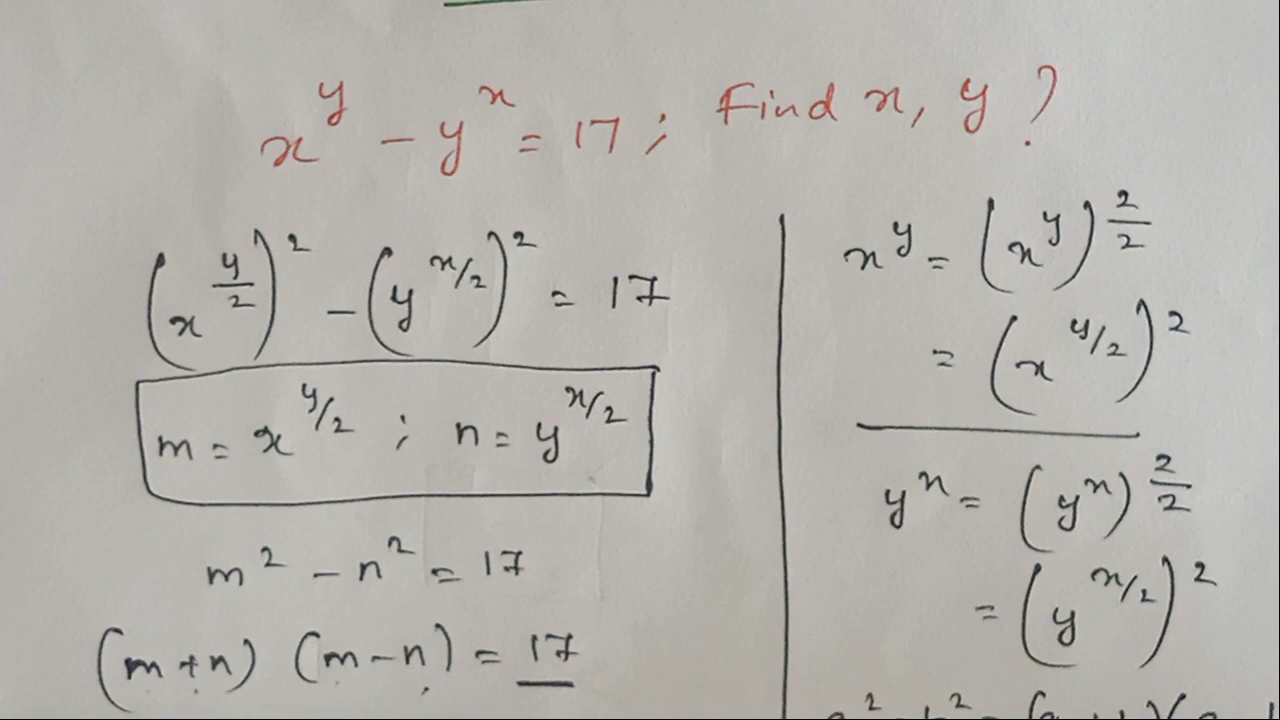 x^y - y^x = 17 ; Find x, y ?
(x^{y/2})^2 - (y^{x/2})^2 = 17
m = x^{y/2} ; n = y^{x/2}
m^2 - n^2 = 17
(m+n) (m-n) = 17
x^y = (x^y)^{2/2}
= (x^{y/2})^2
y^x = (y^x)^{2/2}
= (y^{x/2})^2